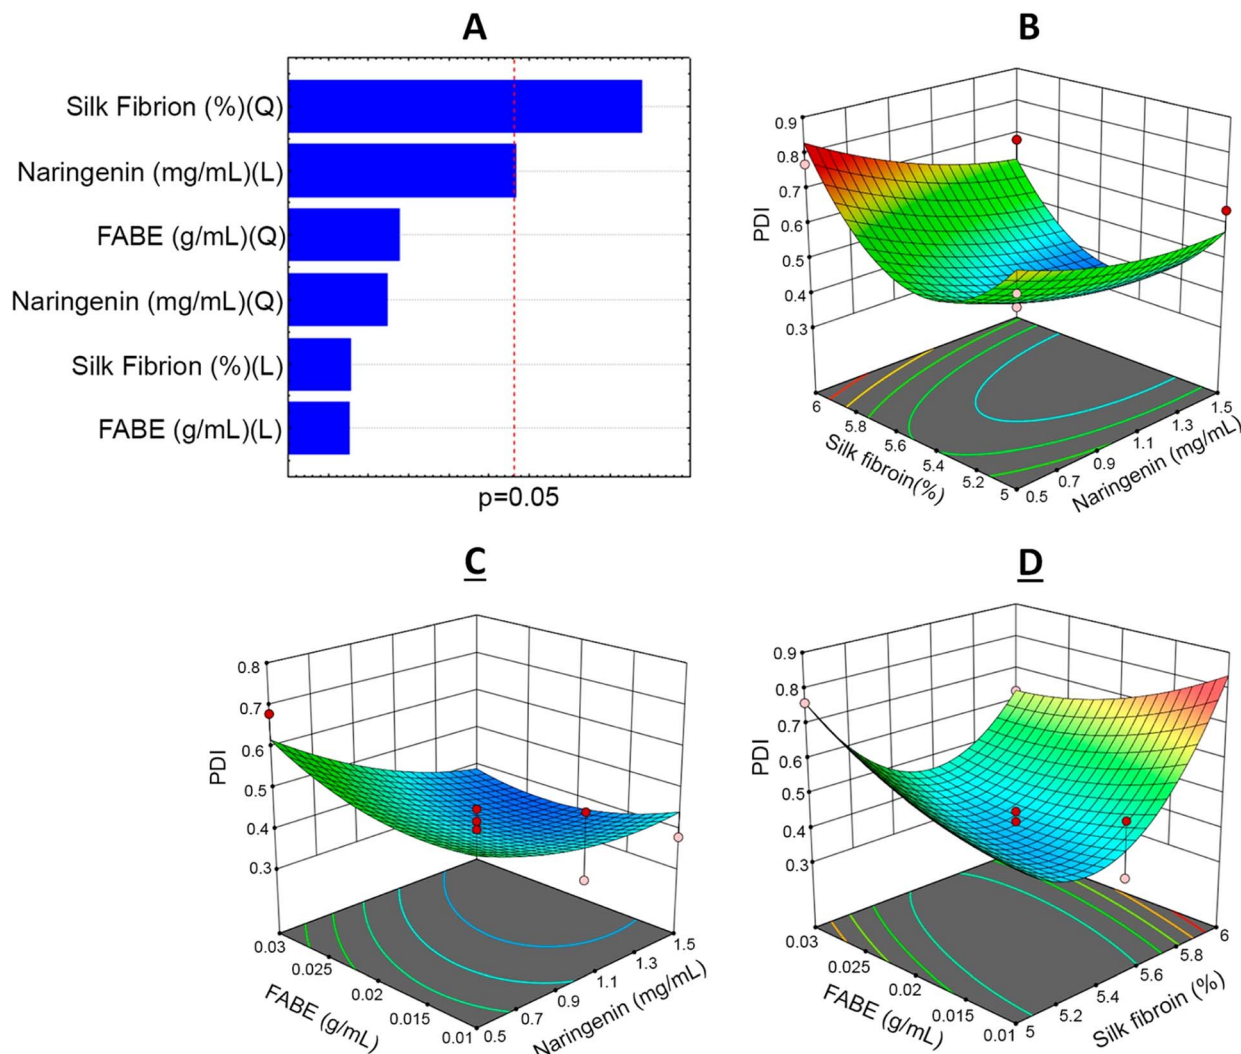 A
Silk Fibrion (%)(Q)
Naringenin (mg/mL)(L)
FABE (g/mL)(Q)
Naringenin (mg/mL)(Q)
Silk Fibrion (%)(L)
FABE (g/mL)(L)
p=0.05
B
0.9
0.8
0.7
0.6
0.5
0.4
0.3
PDI
6
5.8
5.6
5.4
5.2
5
Silk fibroin(%)
0.5
0.7
0.9
1.1
1.3
1.5
Naringenin (mg/mL)
C
0.8
0.7
0.6
0.5
0.4
0.3
PDI
0.03
0.025
0.02
0.015
0.01
FABE (g/mL)
0.5
0.7
0.9
1.1
1.3
1.5
Naringenin (mg/mL)
D
0.9
0.8
0.7
0.6
0.5
0.4
0.3
PDI
0.03
0.025
0.02
0.015
0.01
FABE (g/mL)
5
5.2
5.4
5.6
5.8
6
Silk fibroin (%)